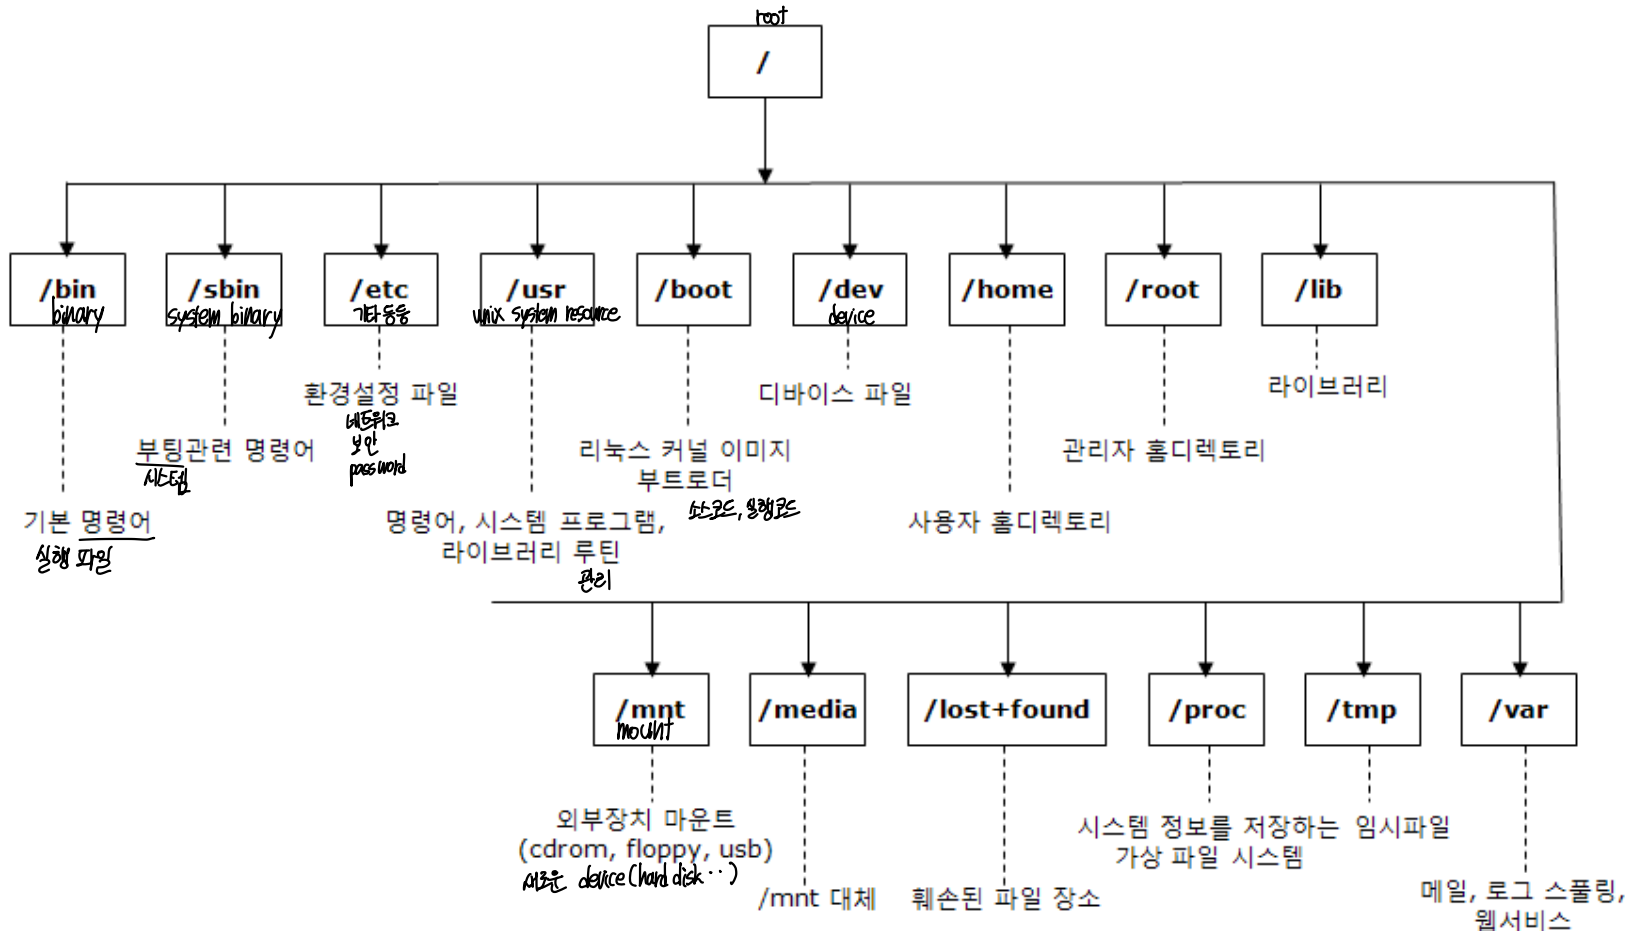 root
/
/bin
binary
/sbin
system binary
/etc
기타등등
/usr
unix system resource
/boot
/dev
device
/home
/root
/lib
환경설정 파일
네트워크
보안
password
디바이스 파일
라이브러리
부팅관련 명령어
시스템
리눅스 커널 이미지
부트로더
소스코드, 실행코드
관리자 홈디렉토리
기본 명령어
실행 파일
명령어, 시스템 프로그램,
라이브러리 루틴
관리
사용자 홈디렉토리
/mnt
mount
/media
/lost+found
/proc
/tmp
/var
외부장치 마운트
(cdrom, floppy, usb)
새로운 device(hard disk..)
/mnt 대체
훼손된 파일 장소
시스템 정보를 저장하는
가상 파일 시스템
임시파일
메일, 로그 스풀링,
웹서비스